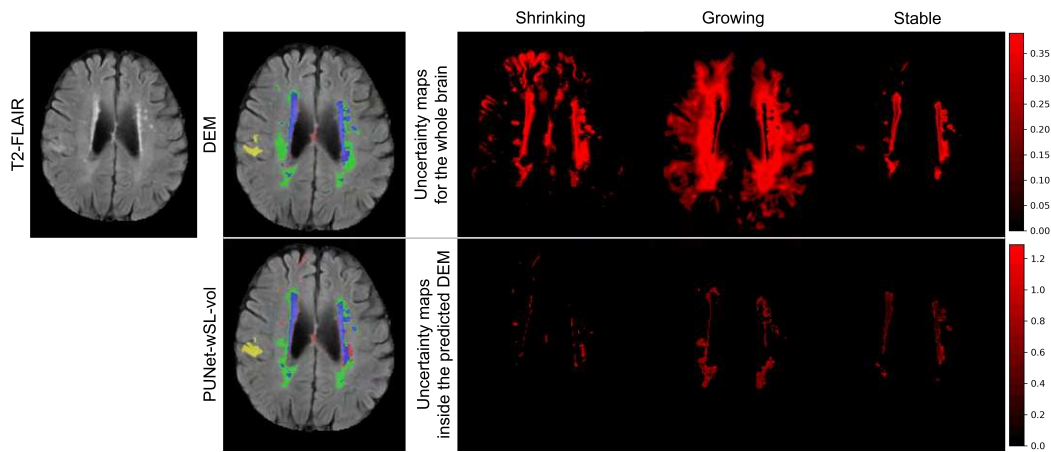 Shrinking
Growing
Stable
T2-FLAIR
DEM
Uncertainty maps
for the whole brain
0.35
0.30
0.25
0.20
0.15
0.10
0.05
0.00
PUNet-wSL-vol
Uncertainty maps
inside the predicted DEM
1.2
1.0
0.8
0.6
0.4
0.2
0.0